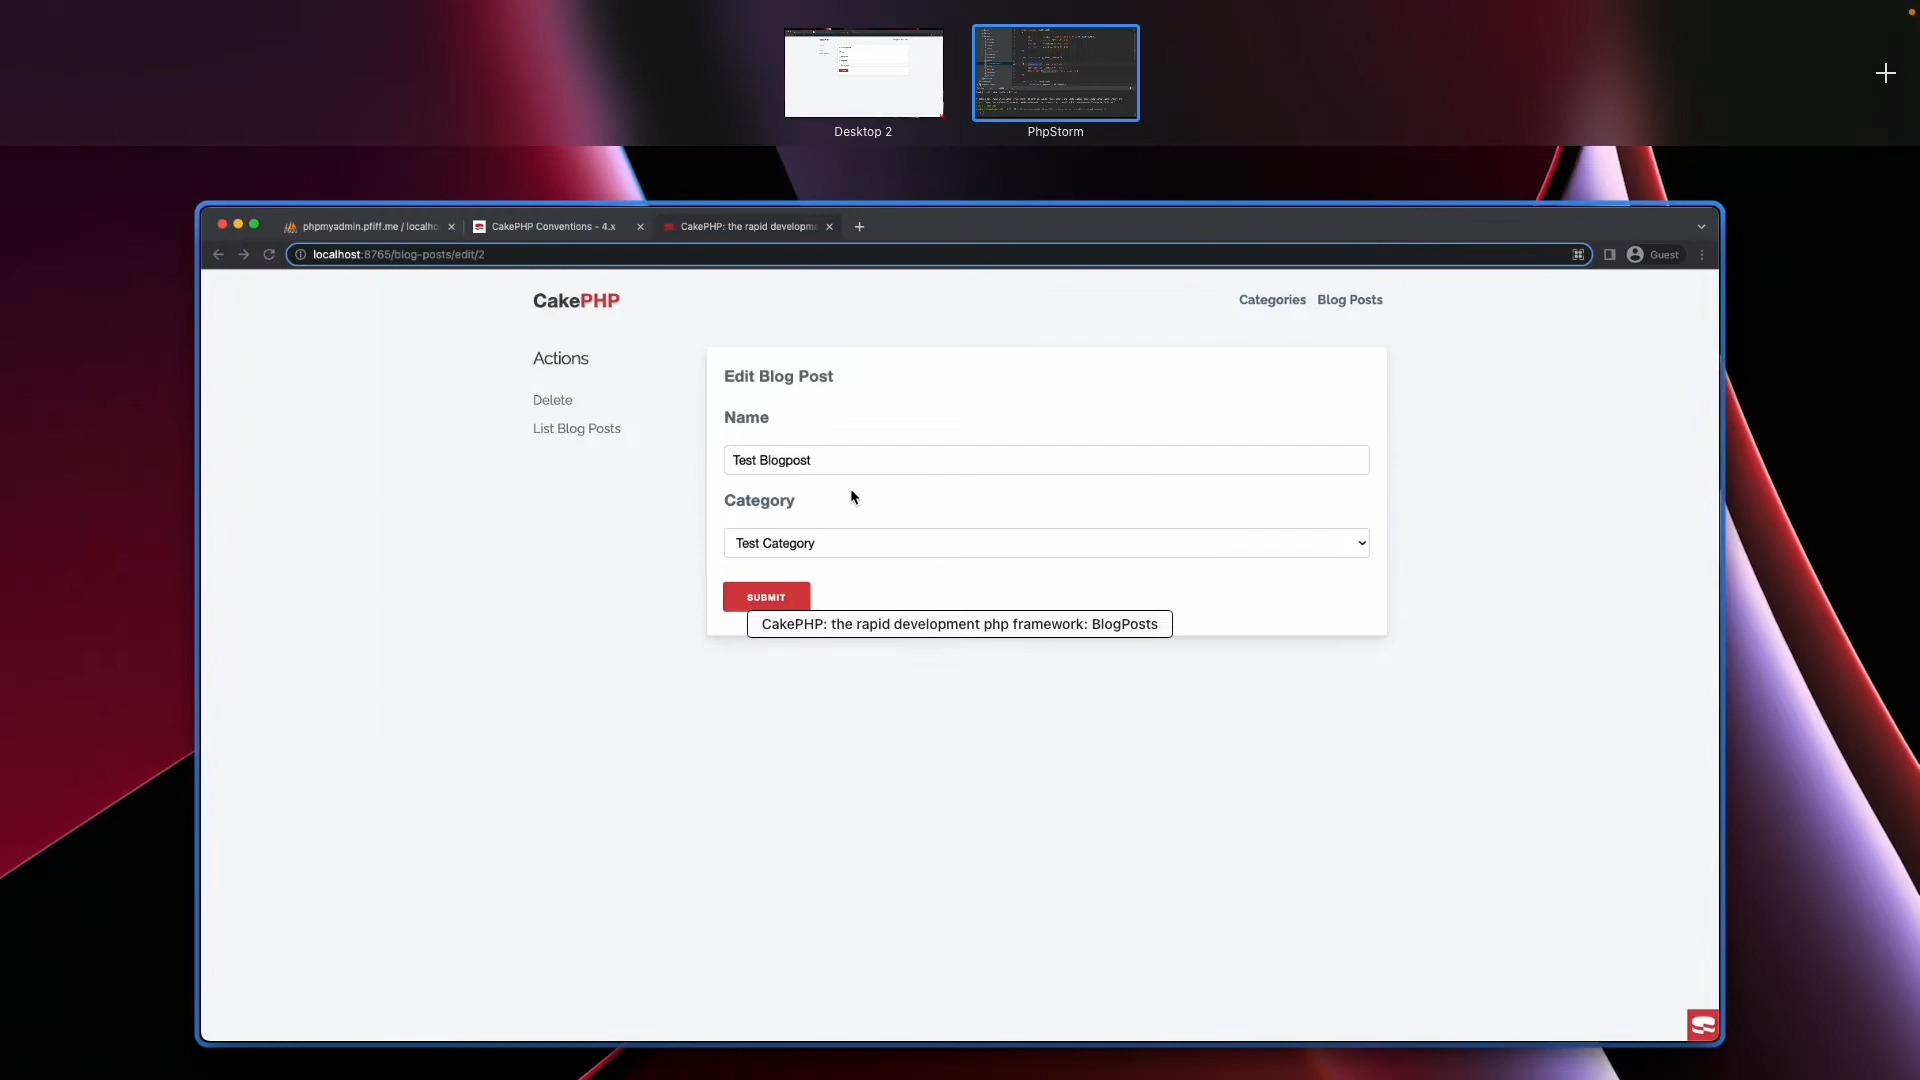 Desktop 2
PhpStorm
phpmyadmin.pfiff.me / localho
CakePHP Conventions - 4.x
CakePHP: the rapid developm
localhost:8765/blog-posts/edit/2
Guest
CakePHP
Categories
Blog Posts
Actions
Delete
List Blog Posts
Edit Blog Post
Name
Test Blogpost
Category
Test Category
SUBMIT
CakePHP: the rapid development php framework: BlogPosts